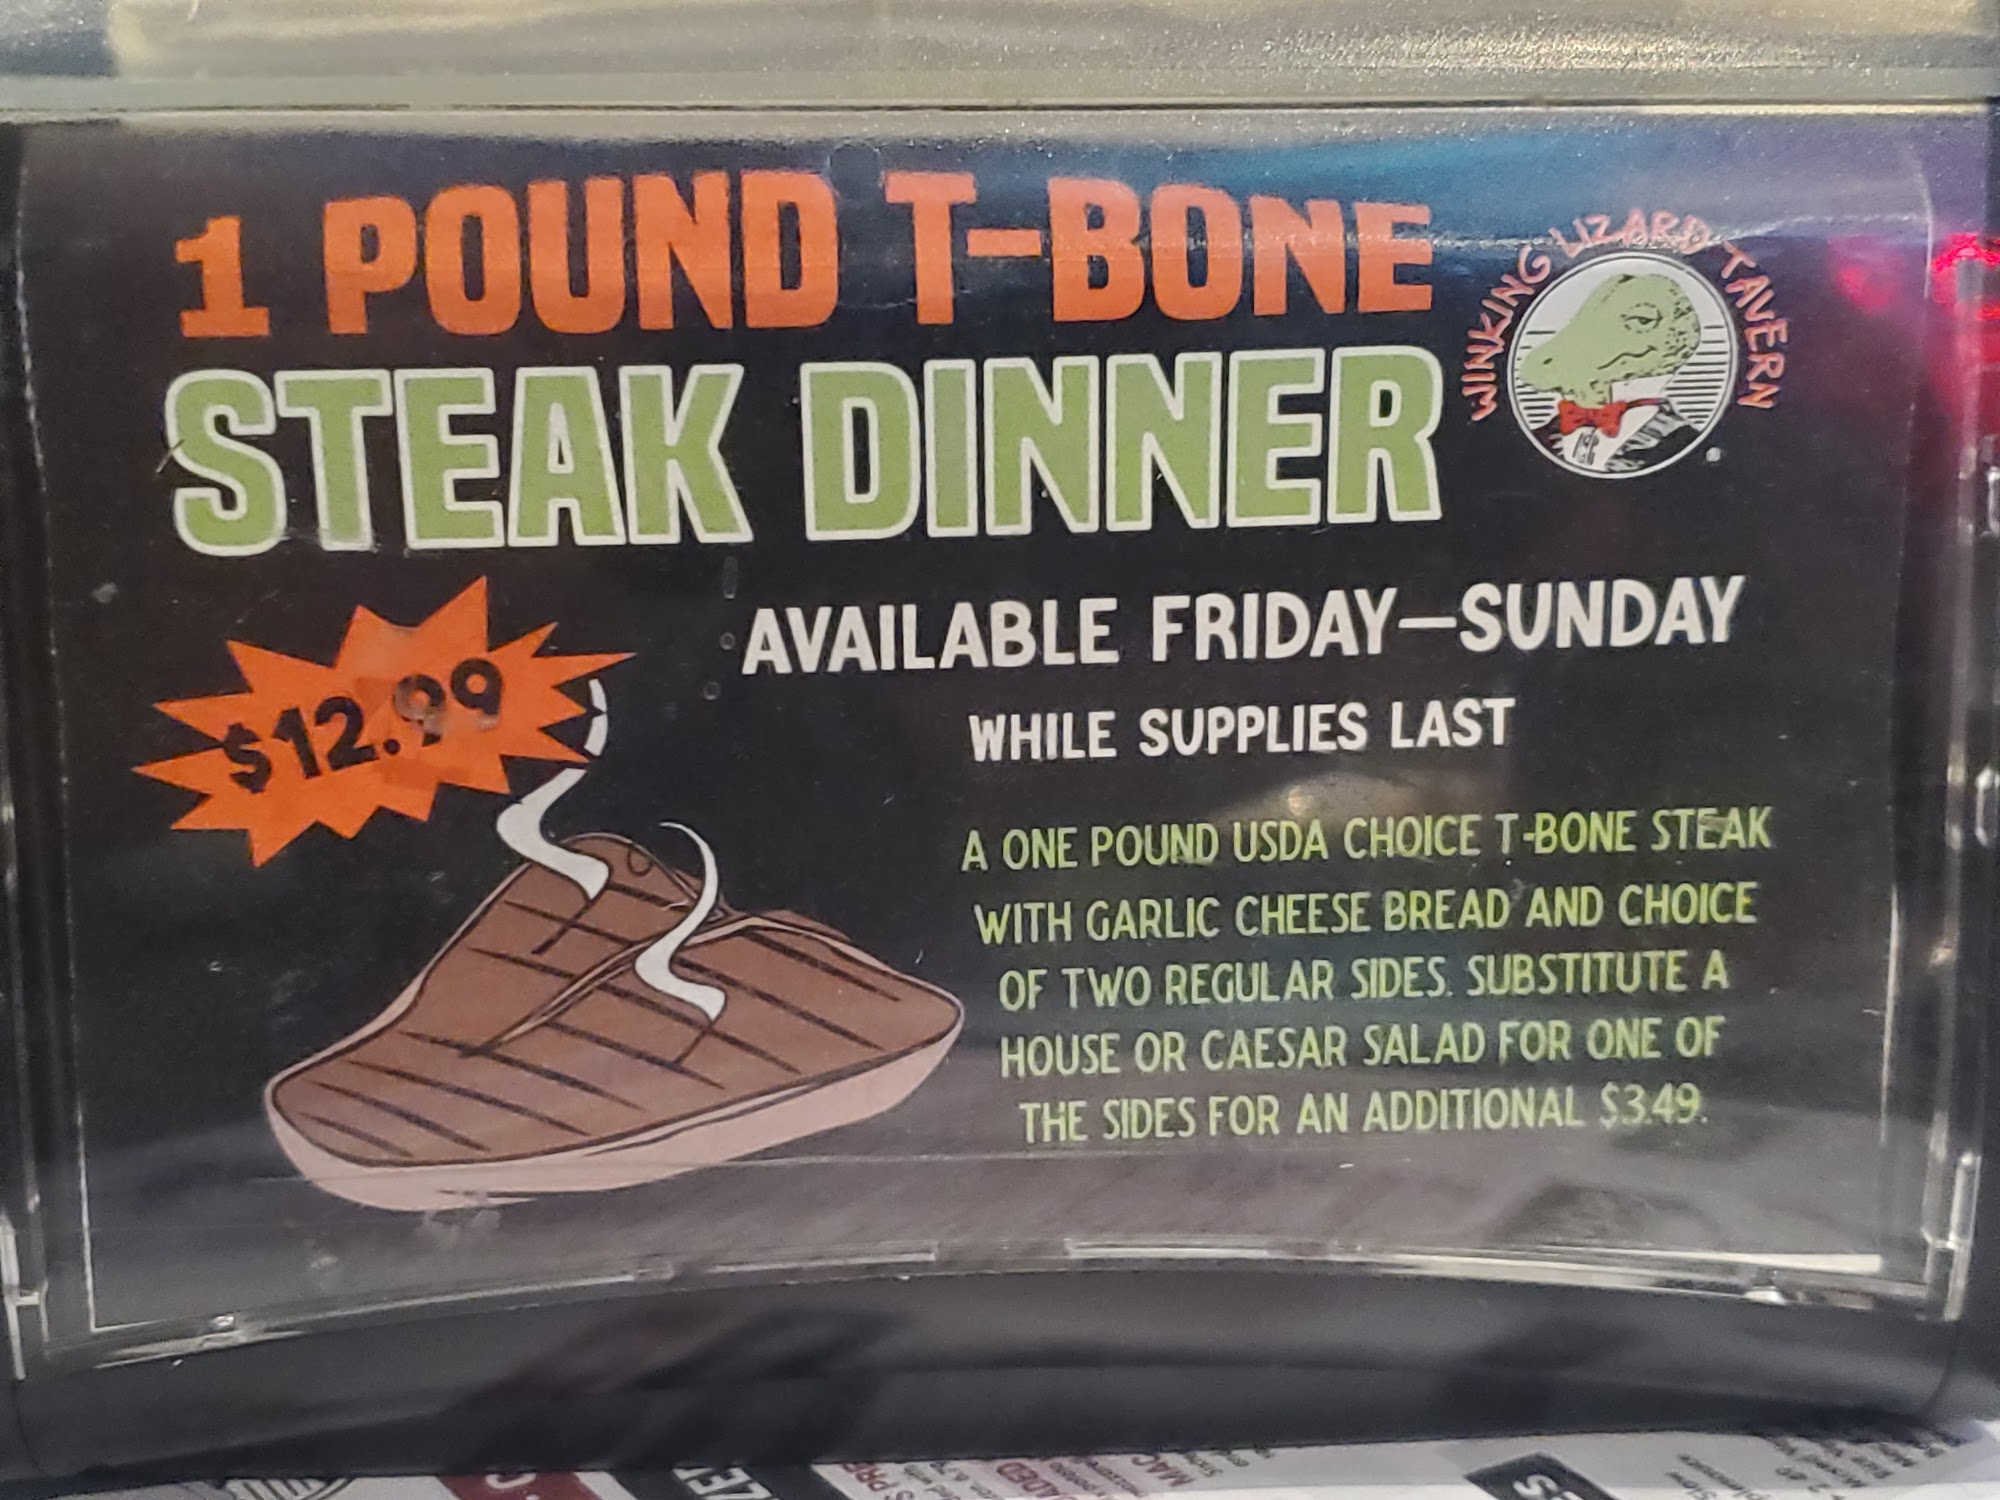 1 POUND T-BONE
STEAK DINNER
WINKING LIZARD TAVERN
®
$12.99
AVAILABLE FRIDAY–SUNDAY
WHILE SUPPLIES LAST
A ONE POUND USDA CHOICE T-BONE STEAK
WITH GARLIC CHEESE BREAD AND CHOICE
OF TWO REGULAR SIDES. SUBSTITUTE A
HOUSE OR CAESAR SALAD FOR ONE OF
THE SIDES FOR AN ADDITIONAL $3.49.
MAC